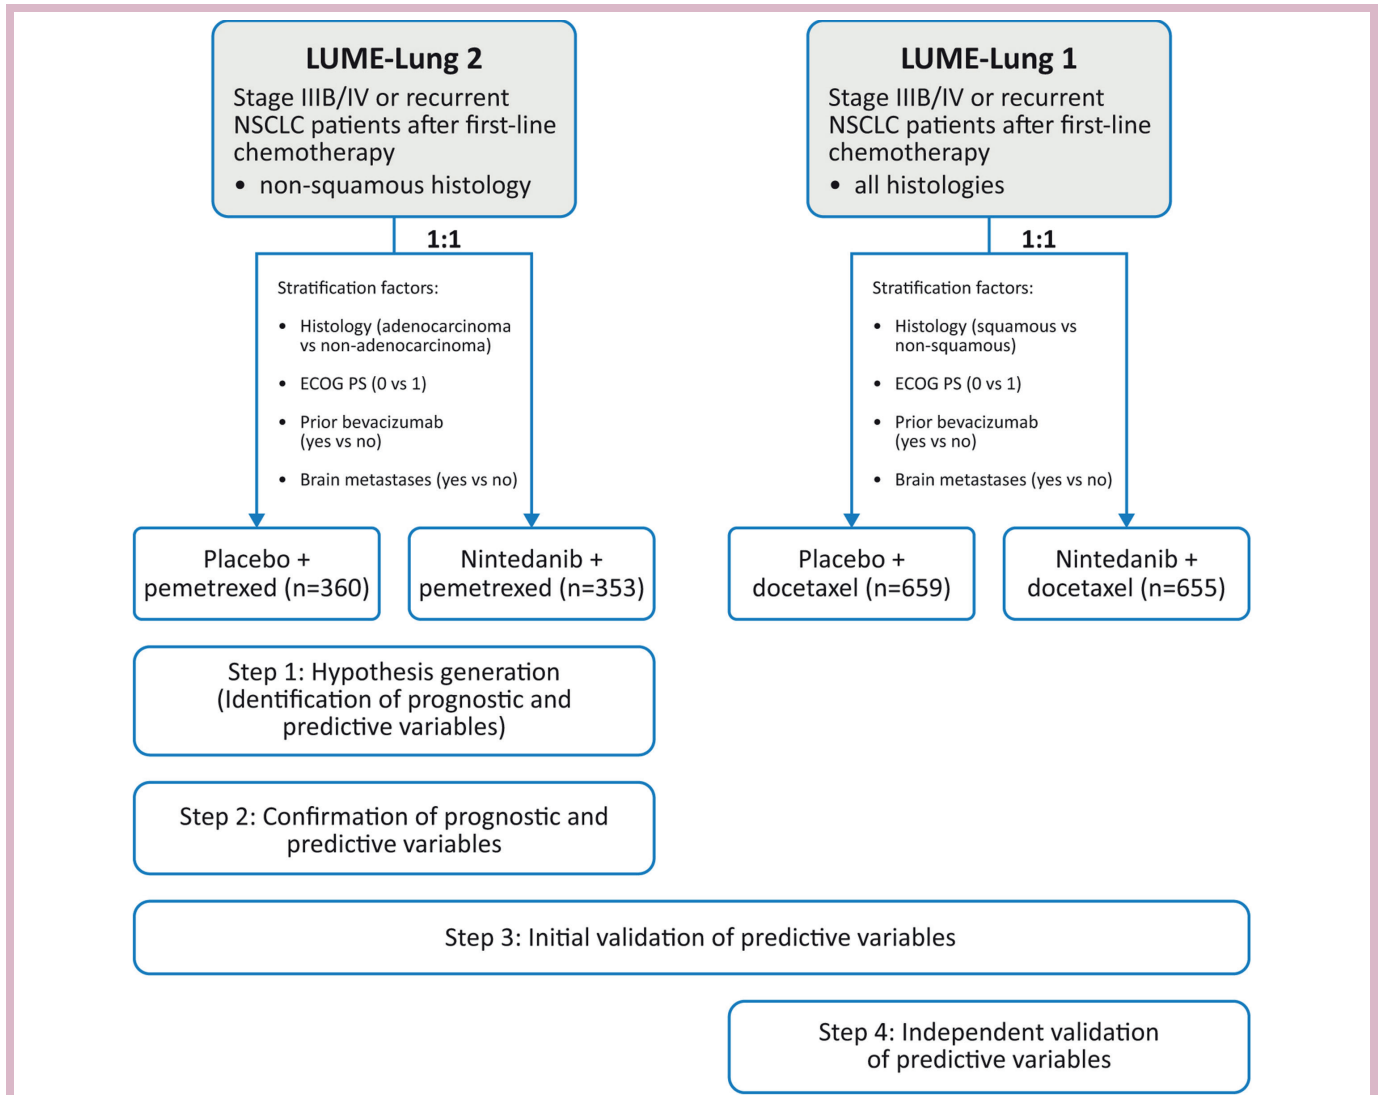 LUME-Lung 2
Stage IIIB/IV or recurrent
NSCLC patients after first-line
chemotherapy
• non-squamous histology
1:1
Stratification factors:
• Histology (adenocarcinoma
vs non-adenocarcinoma)
• ECOG PS (0 vs 1)
• Prior bevacizumab
(yes vs no)
• Brain metastases (yes vs no)
Placebo +
pemetrexed (n=360)
Nintedanib +
pemetrexed (n=353)
LUME-Lung 1
Stage IIIB/IV or recurrent
NSCLC patients after first-line
chemotherapy
• all histologies
1:1
Stratification factors:
• Histology (squamous vs
non-squamous)
• ECOG PS (0 vs 1)
• Prior bevacizumab
(yes vs no)
• Brain metastases (yes vs no)
Placebo +
docetaxel (n=659)
Nintedanib +
docetaxel (n=655)
Step 1: Hypothesis generation
(Identification of prognostic and
predictive variables)
Step 2: Confirmation of prognostic and
predictive variables
Step 3: Initial validation of predictive variables
Step 4: Independent validation
of predictive variables